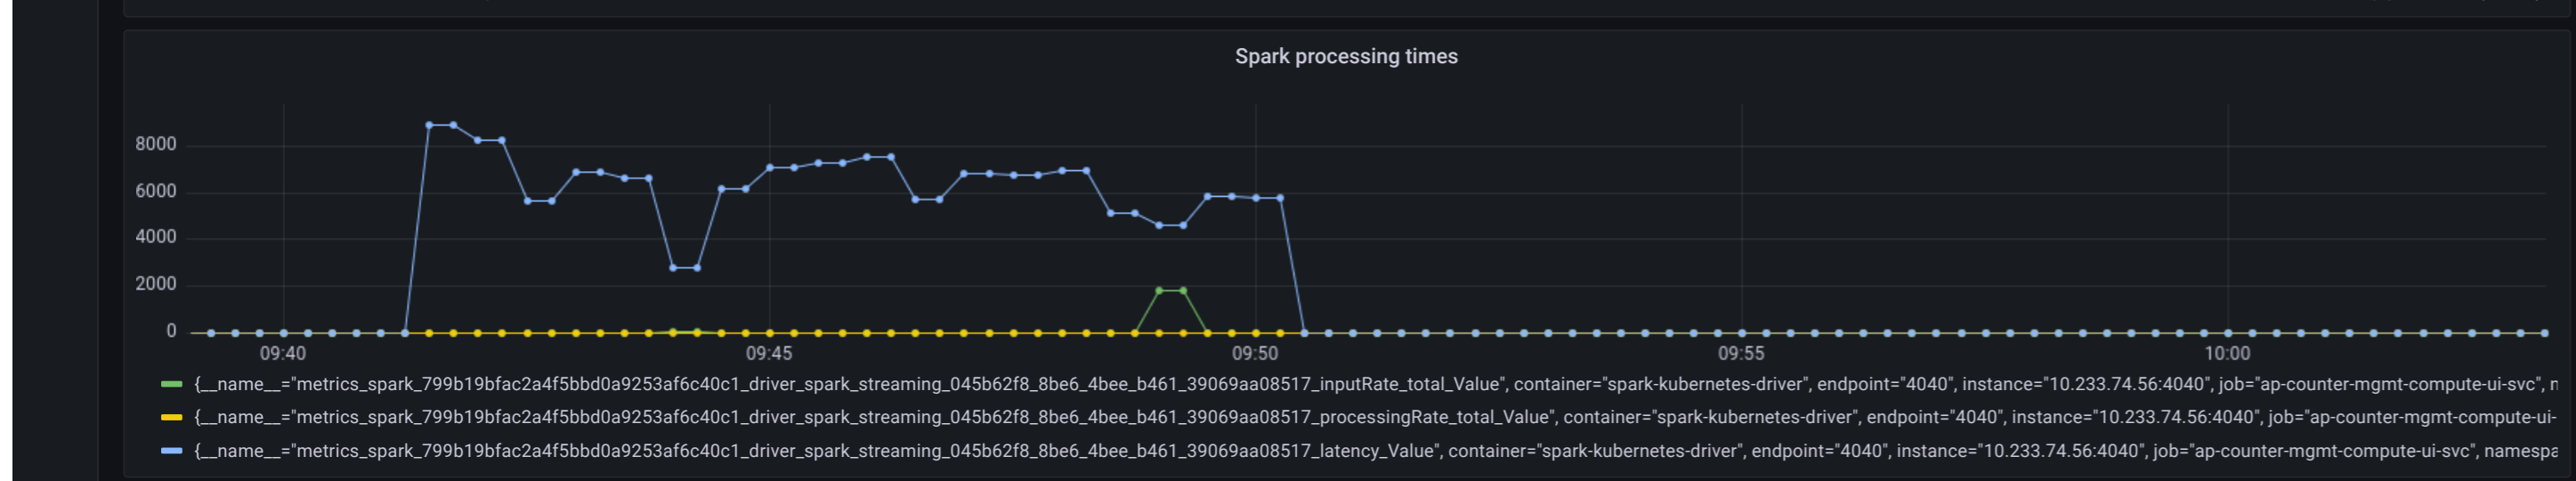 Spark processing times
8000
6000
4000
2000
0
09:40 09:45 09:50 09:55 10:00
{__name__="metrics_spark_799b19bfac2a4f5bbd0a9253af6c40c1_driver_spark_streaming_045b62f8_8be6_4bee_b461_39069aa08517_inputRate_total_Value", container="spark-kubernetes-driver", endpoint="4040", instance="10.233.74.56:4040", job="ap-counter-mgmt-compute-ui-svc", n
{__name__="metrics_spark_799b19bfac2a4f5bbd0a9253af6c40c1_driver_spark_streaming_045b62f8_8be6_4bee_b461_39069aa08517_processingRate_total_Value", container="spark-kubernetes-driver", endpoint="4040", instance="10.233.74.56:4040", job="ap-counter-mgmt-compute-ui-
{__name__="metrics_spark_799b19bfac2a4f5bbd0a9253af6c40c1_driver_spark_streaming_045b62f8_8be6_4bee_b461_39069aa08517_latency_Value", container="spark-kubernetes-driver", endpoint="4040", instance="10.233.74.56:4040", job="ap-counter-mgmt-compute-ui-svc", namespa